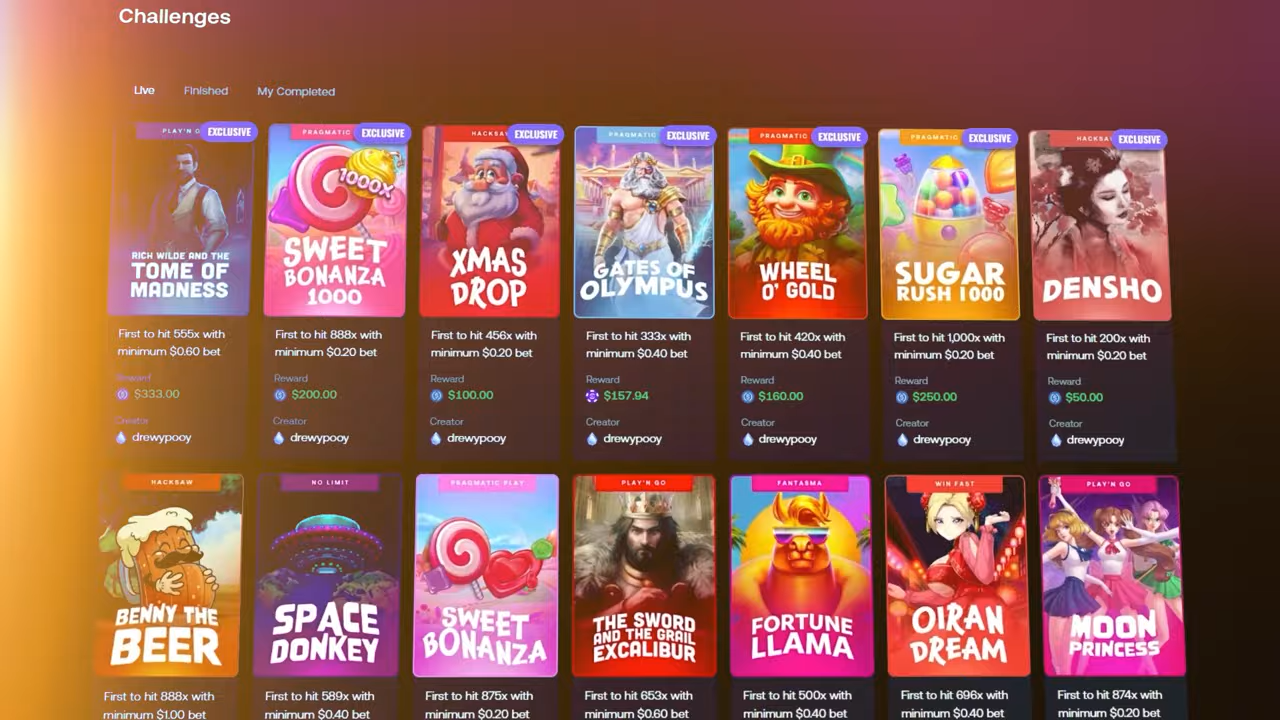 Challenges
Live Finished My Completed
PLAY'N G EXCLUSIVE
RICH WILDE AND THE
TOME OF
MADNESS
First to hit 555x with
minimum $0.60 bet
Reward
$333.00
Creator
drewypooy
PRAGMATIC EXCLUSIVE
1000X
SWEET
BONANZA
1000
First to hit 888x with
minimum $0.20 bet
Reward
$200.00
Creator
drewypooy
HACKSAW EXCLUSIVE
XMAS
DROP
First to hit 456x with
minimum $0.20 bet
Reward
$100.00
Creator
drewypooy
PRAGMATIC EXCLUSIVE
GATES OF
OLYMPUS
First to hit 333x with
minimum $0.40 bet
Reward
$157.94
Creator
drewypooy
PRAGMATIC EXCLUSIVE
WHEEL
O' GOLD
First to hit 420x with
minimum $0.40 bet
Reward
$160.00
Creator
drewypooy
PRAGMATIC EXCLUSIVE
SUGAR
RUSH 1000
First to hit 1,000x with
minimum $0.20 bet
Reward
$250.00
Creator
drewypooy
HACKSAW EXCLUSIVE
DENSHO
First to hit 200x with
minimum $0.20 bet
Reward
$50.00
Creator
drewypooy
HACKSAW
BENNY THE
BEER
First to hit 888x with
minimum $1.00 bet
NO LIMIT
SPACE
DONKEY
First to hit 589x with
minimum $0.40 bet
PRAGMATIC PLAY
SWEET
BONANZA
First to hit 875x with
minimum $0.20 bet
PLAY'N GO
THE SWORD
AND THE GRAIL
EXCALIBUR
First to hit 653x with
minimum $0.60 bet
FANTASMA
FORTUNE
LLAMA
First to hit 500x with
minimum $0.40 bet
WIN FAST
OIRAN
DREAM
First to hit 696x with
minimum $0.40 bet
PLAY'N GO
MOON
PRINCESS
First to hit 874x with
minimum $0.20 bet